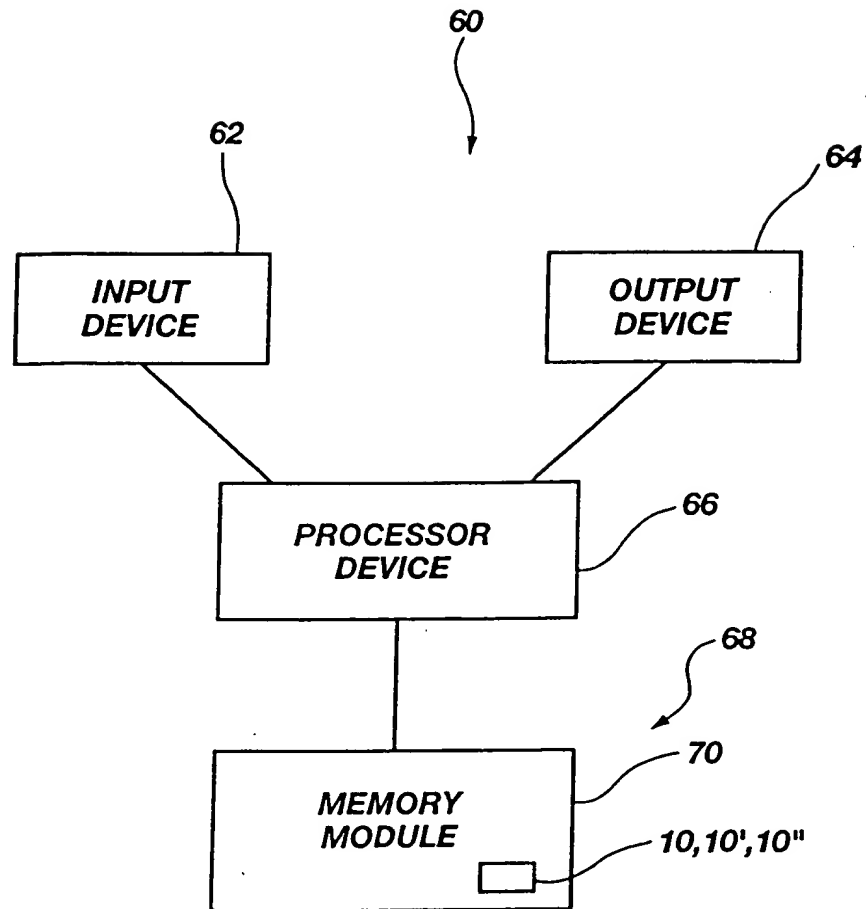 60
62
64
INPUT
DEVICE
OUTPUT
DEVICE
66
PROCESSOR
DEVICE
68
70
MEMORY
MODULE
10,10',10"